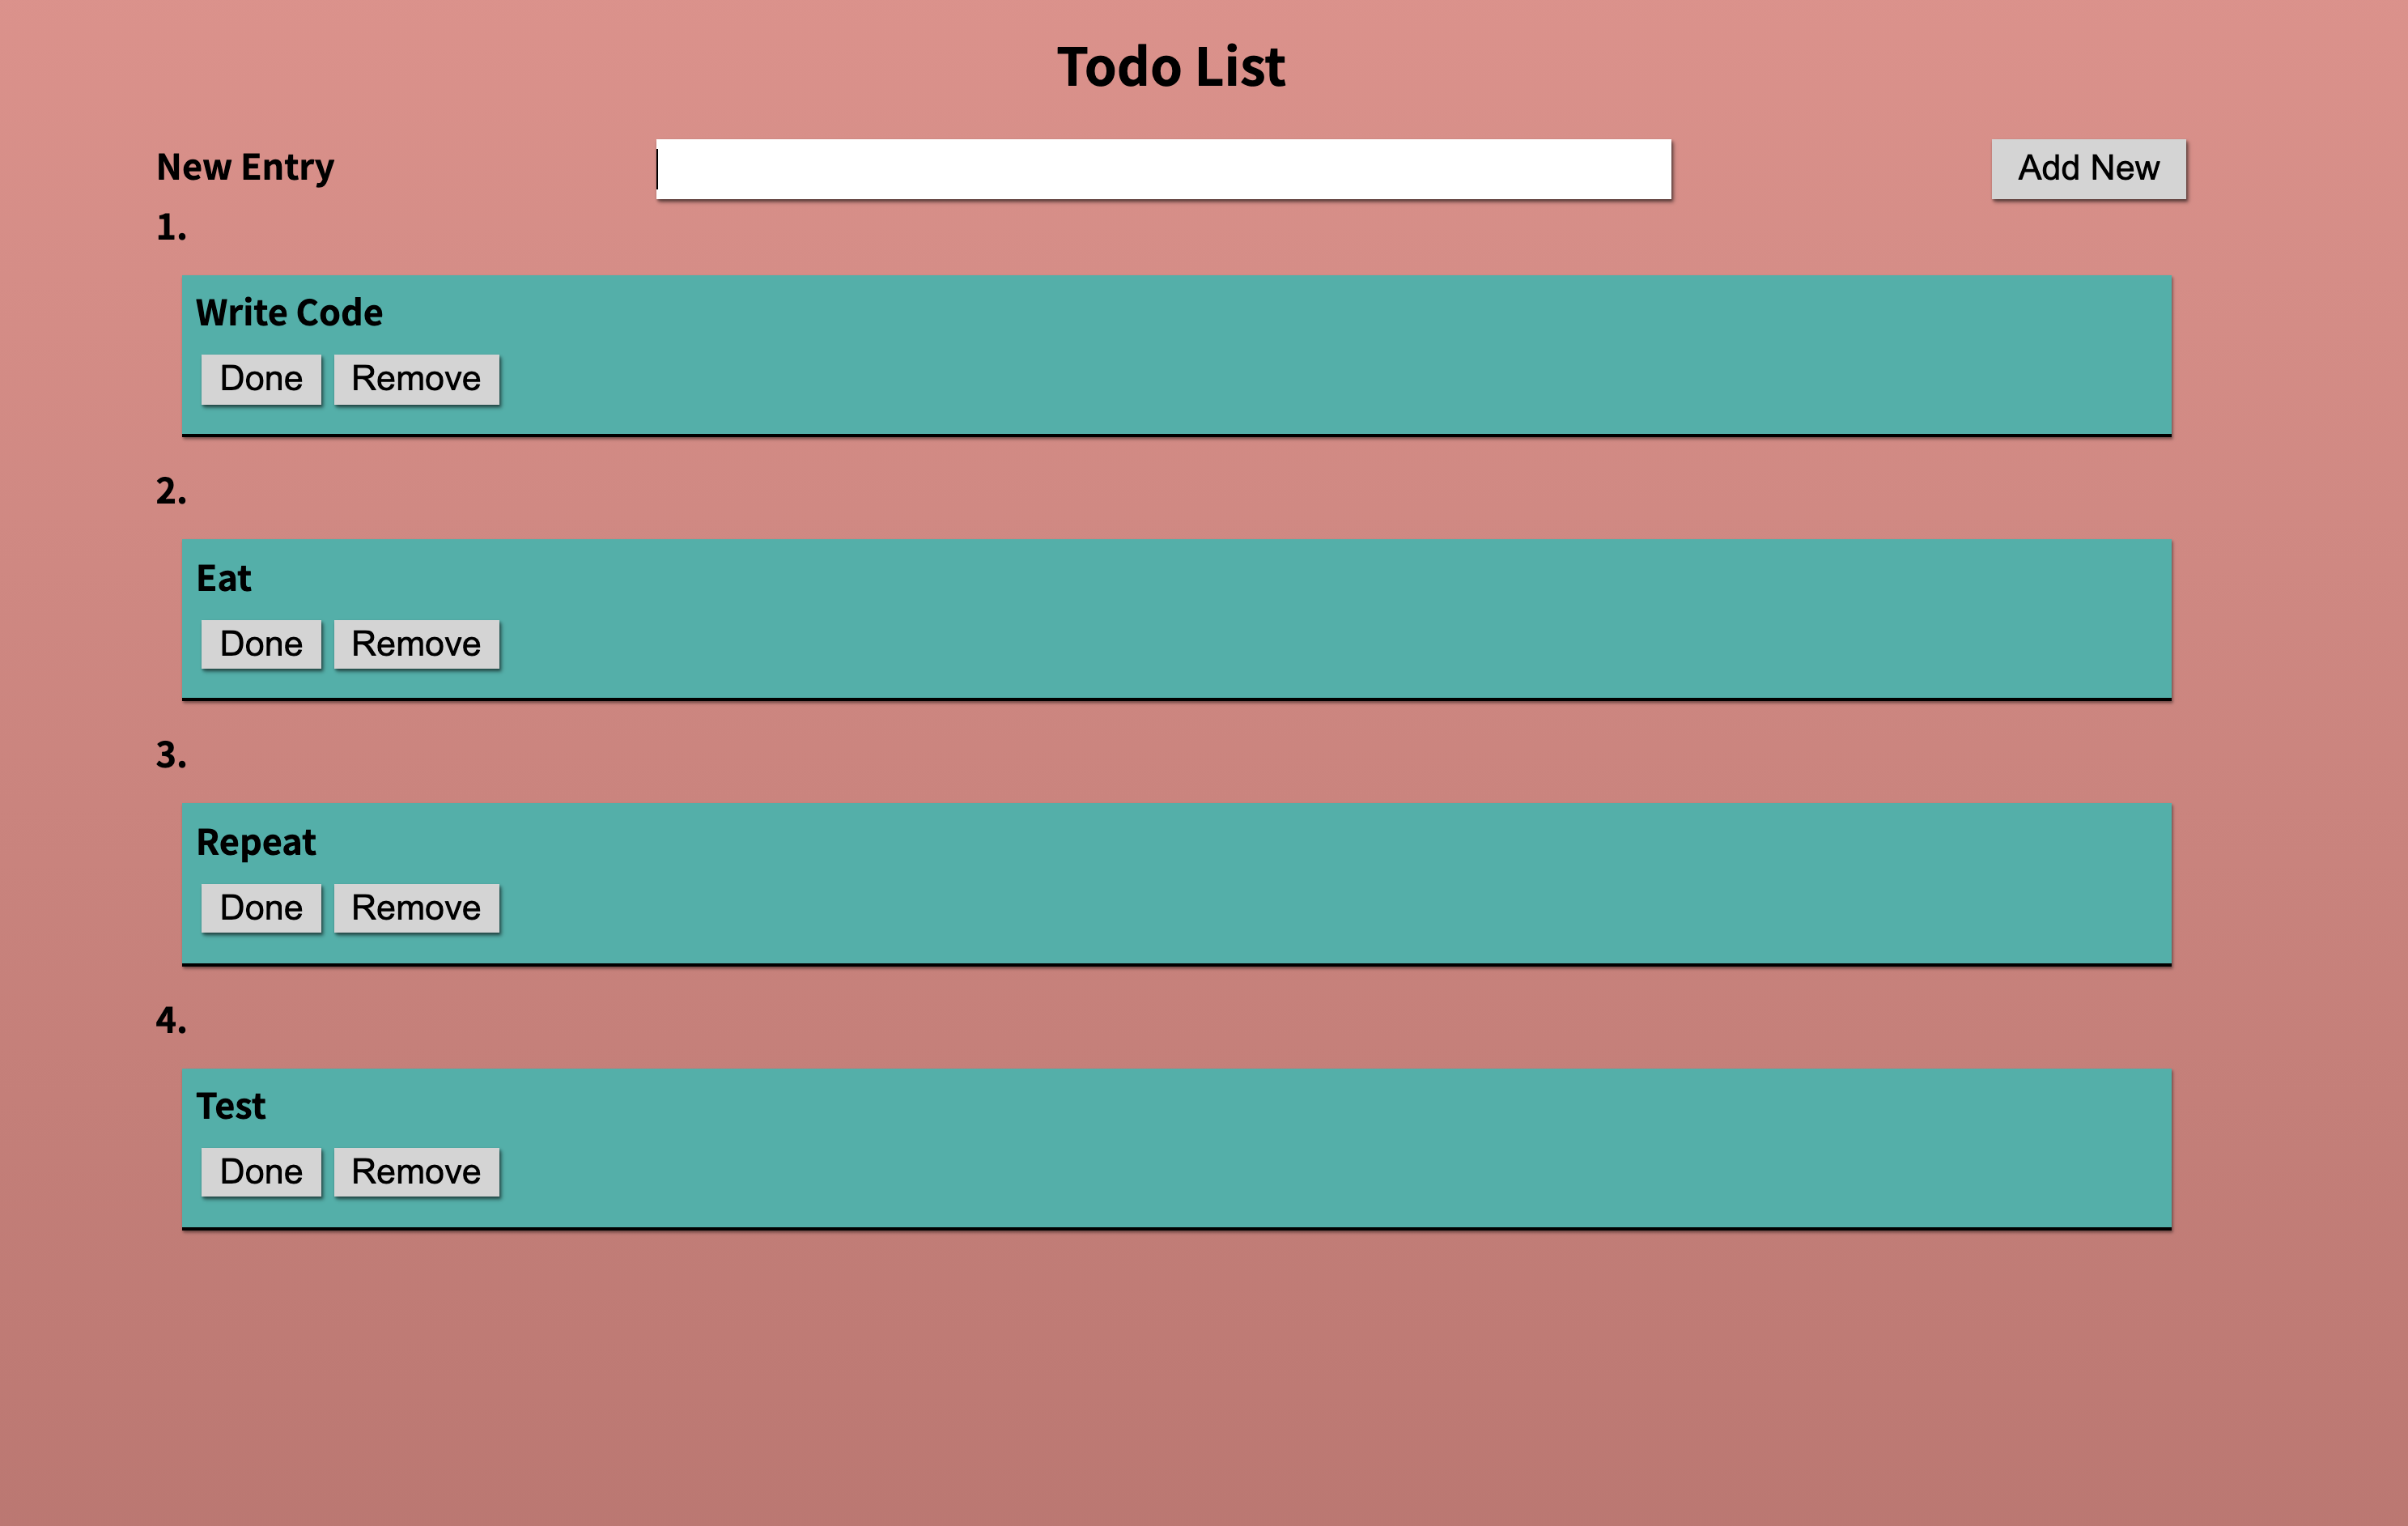 Todo List
New Entry Add New
1.
Write Code
Done Remove
2.
Eat
Done Remove
3.
Repeat
Done Remove
4.
Test
Done Remove